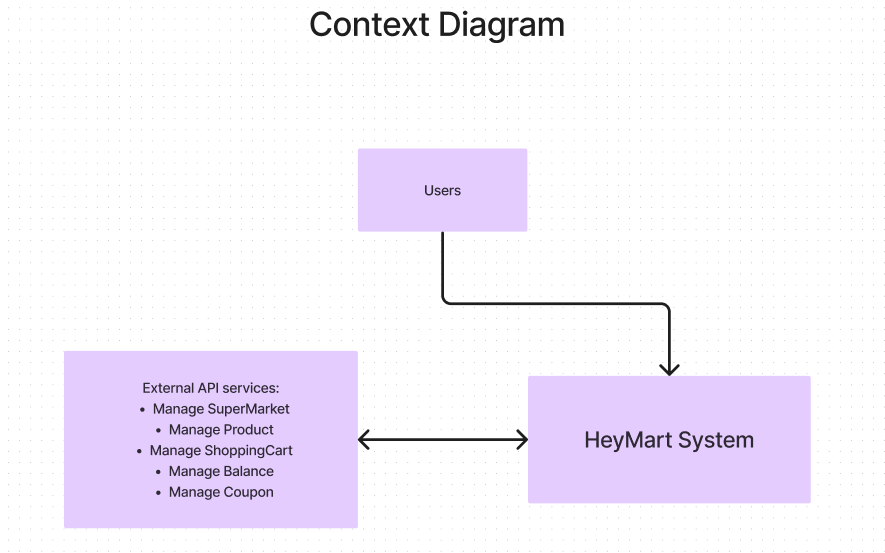 Context Diagram
Users
External API services:
• Manage SuperMarket
• Manage Product
• Manage ShoppingCart
• Manage Balance
• Manage Coupon
HeyMart System